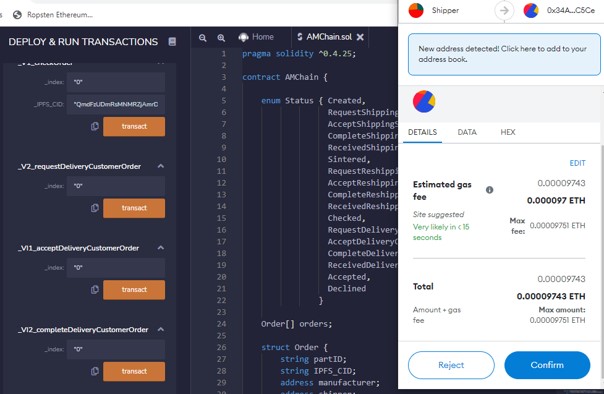 Ropsten Ethereum...
DEPLOY & RUN TRANSACTIONS
_index: "0"
_IPFS_CID: "QmdFzUDmRsMNMRZjAmrD
transact
_V2_requestDeliveryCustomerOrder
_index: "0"
transact
_VI1_acceptDeliveryCustomerOrder
_index: "0"
transact
_VI2_completeDeliveryCustomerOrder
_index: "0"
transact
Home
AMChain.sol
1 pragma solidity ^0.4.25;
2
3 contract AMChain {
4
5 enum Status { Created,
6 RequestShipping
7 AcceptShippingS
8 CompleteShippin
9 ReceivedShippin
10 Sintered,
11 RequestReshippi
12 AcceptReshippin
13 CompleteReshipp
14 ReceivedReshipp
15 Checked,
16 RequestDelivery
17 AcceptDeliveryC
18 CompleteDeliver
19 ReceivedDeliver
20 Accepted,
21 Declined
22 }
23
24 Order[] orders;
25
26 struct Order {
27 string partID;
28 string IPFS_CID;
29 address manufacturer;
Shipper
0x34A...C5Ce
New address detected! Click here to add to your
address book.
DETAILS DATA HEX
EDIT
Estimated gas
fee
0.00009743
0.000097 ETH
Site suggested
Very likely in < 15
seconds
Max
fee:
0.00009751 ETH
Total
0.00009743
0.00009743 ETH
Amount + gas
fee
Max amount:
0.00009751 ETH
Reject
Confirm